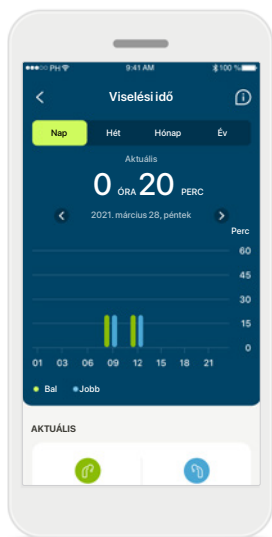 PH 9:41 AM 100 %
Viselési idő
Nap Hét Hónap Év
Aktuális
0 ÓRA 20 PERC
2021. március 28, péntek
Perc
60
45
30
15
0
01 03 06 09 12 15 18 21
Bal Jobb
AKTUÁLIS